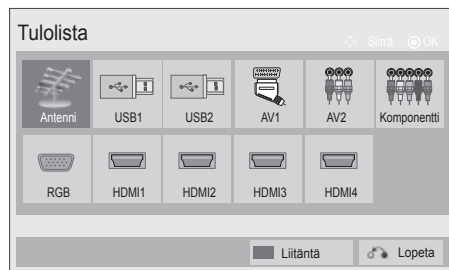 Tulolista
Siirrä OK
Antenni USB1 USB2 AV1 AV2 Komponentti
RGB HDMI1 HDMI2 HDMI3 HDMI4
Liitäntä Lopeta